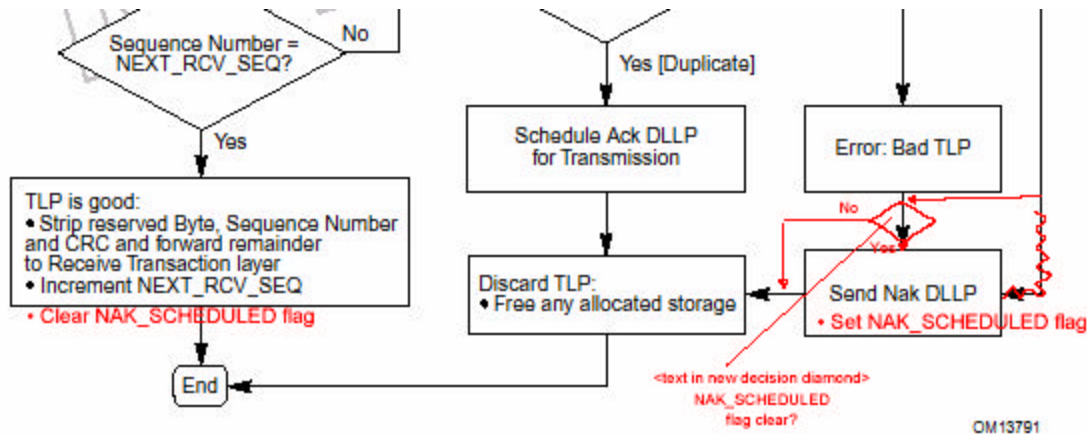 Sequence Number =
NEXT_RCV_SEQ?
No
Yes
Yes [Duplicate]
Schedule Ack DLLP
for Transmission
Error: Bad TLP
TLP is good:
• Strip reserved Byte, Sequence Number
and CRC and forward remainder
to Receive Transaction layer
• Increment NEXT_RCV_SEQ
• Clear NAK_SCHEDULED flag
No
Yes
Discard TLP:
• Free any allocated storage
Send Nak DLLP
• Set NAK_SCHEDULED flag
End
<text in new decision diamond>
NAK_SCHEDULED
flag clear?
OM13791